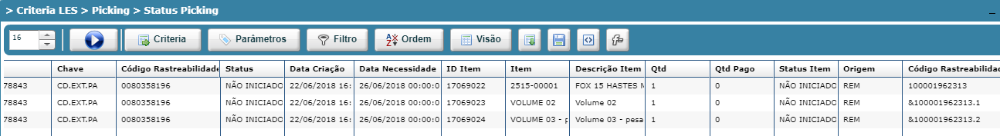 > Criteria LES > Picking > Status Picking
16 Criteria Parâmetros Filtro Ordem Visão
Chave Código Rastreabilidade Status Data Criação Data Necessidade ID Item Item Descrição Item Qtd Qtd Pago Status Item Origem Código Rastreabilidad
78843 CD.EXT.PA 0080358196 NÃO INICIADO 22/06/2018 16: 26/06/2018 00:00:0 17069022 2515-00001 FOX 15 HASTES M 1 0 NÃO INICIADO REM 100001962313
78843 CD.EXT.PA 0080358196 NÃO INICIADO 22/06/2018 16: 26/06/2018 00:00:0 17069023 VOLUME 02 Volume 02 1 0 NÃO INICIADO REM &100001962313.1
78843 CD.EXT.PA 0080358196 NÃO INICIADO 22/06/2018 16: 26/06/2018 00:00:0 17069024 VOLUME 03 - p Volume 03 - pesa 1 0 NÃO INICIADO REM &100001962313.2